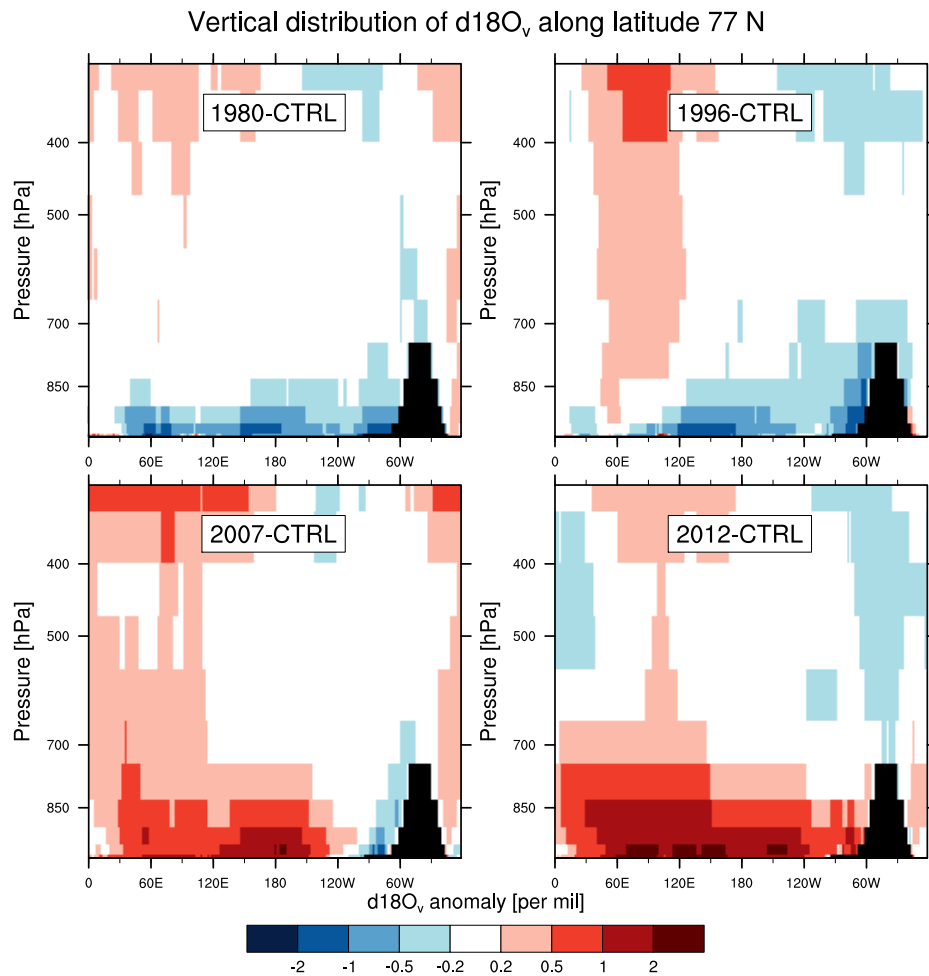 Vertical distribution of d18Oᵥ along latitude 77 N
1980-CTRL
Pressure [hPa]
400
500
700
850
0 60E 120E 180 120W 60W
1996-CTRL
Pressure [hPa]
400
500
700
850
0 60E 120E 180 120W 60W
2007-CTRL
Pressure [hPa]
400
500
700
850
0 60E 120E 180 120W 60W
2012-CTRL
Pressure [hPa]
400
500
700
850
0 60E 120E 180 120W 60W
d18Oᵥ anomaly [per mil]
-2 -1 -0.5 -0.2 0.2 0.5 1 2